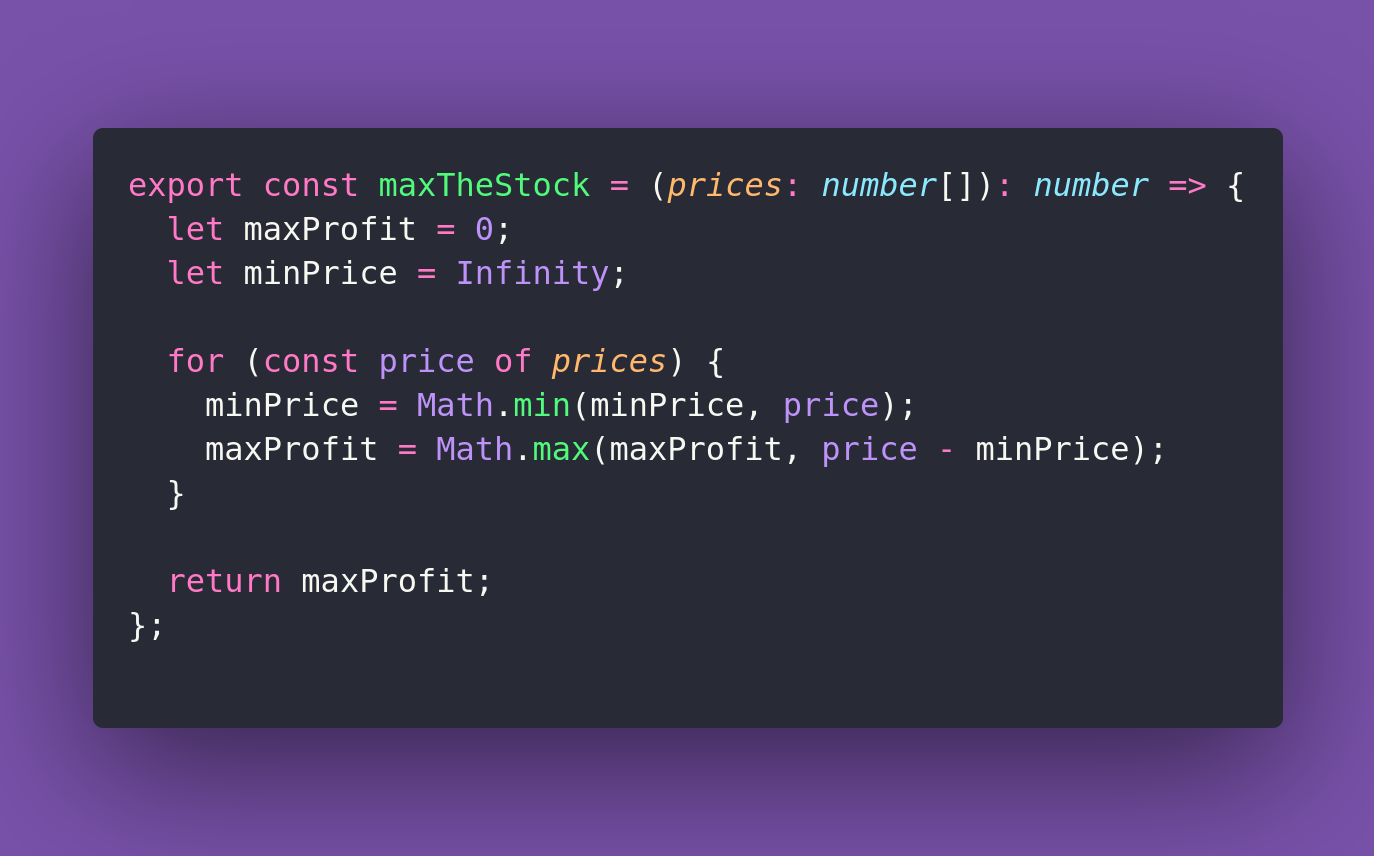 export const maxTheStock = (prices: number[]): number => {
  let maxProfit = 0;
  let minPrice = Infinity;

  for (const price of prices) {
    minPrice = Math.min(minPrice, price);
    maxProfit = Math.max(maxProfit, price - minPrice);
  }

  return maxProfit;
};